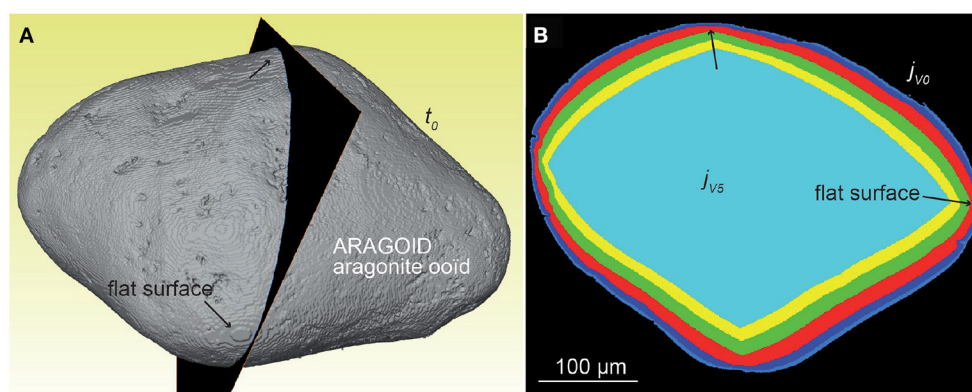 A
t0
ARAGOID
aragonite ooïd
flat surface
B
jV0
jV5
flat surface
100 µm